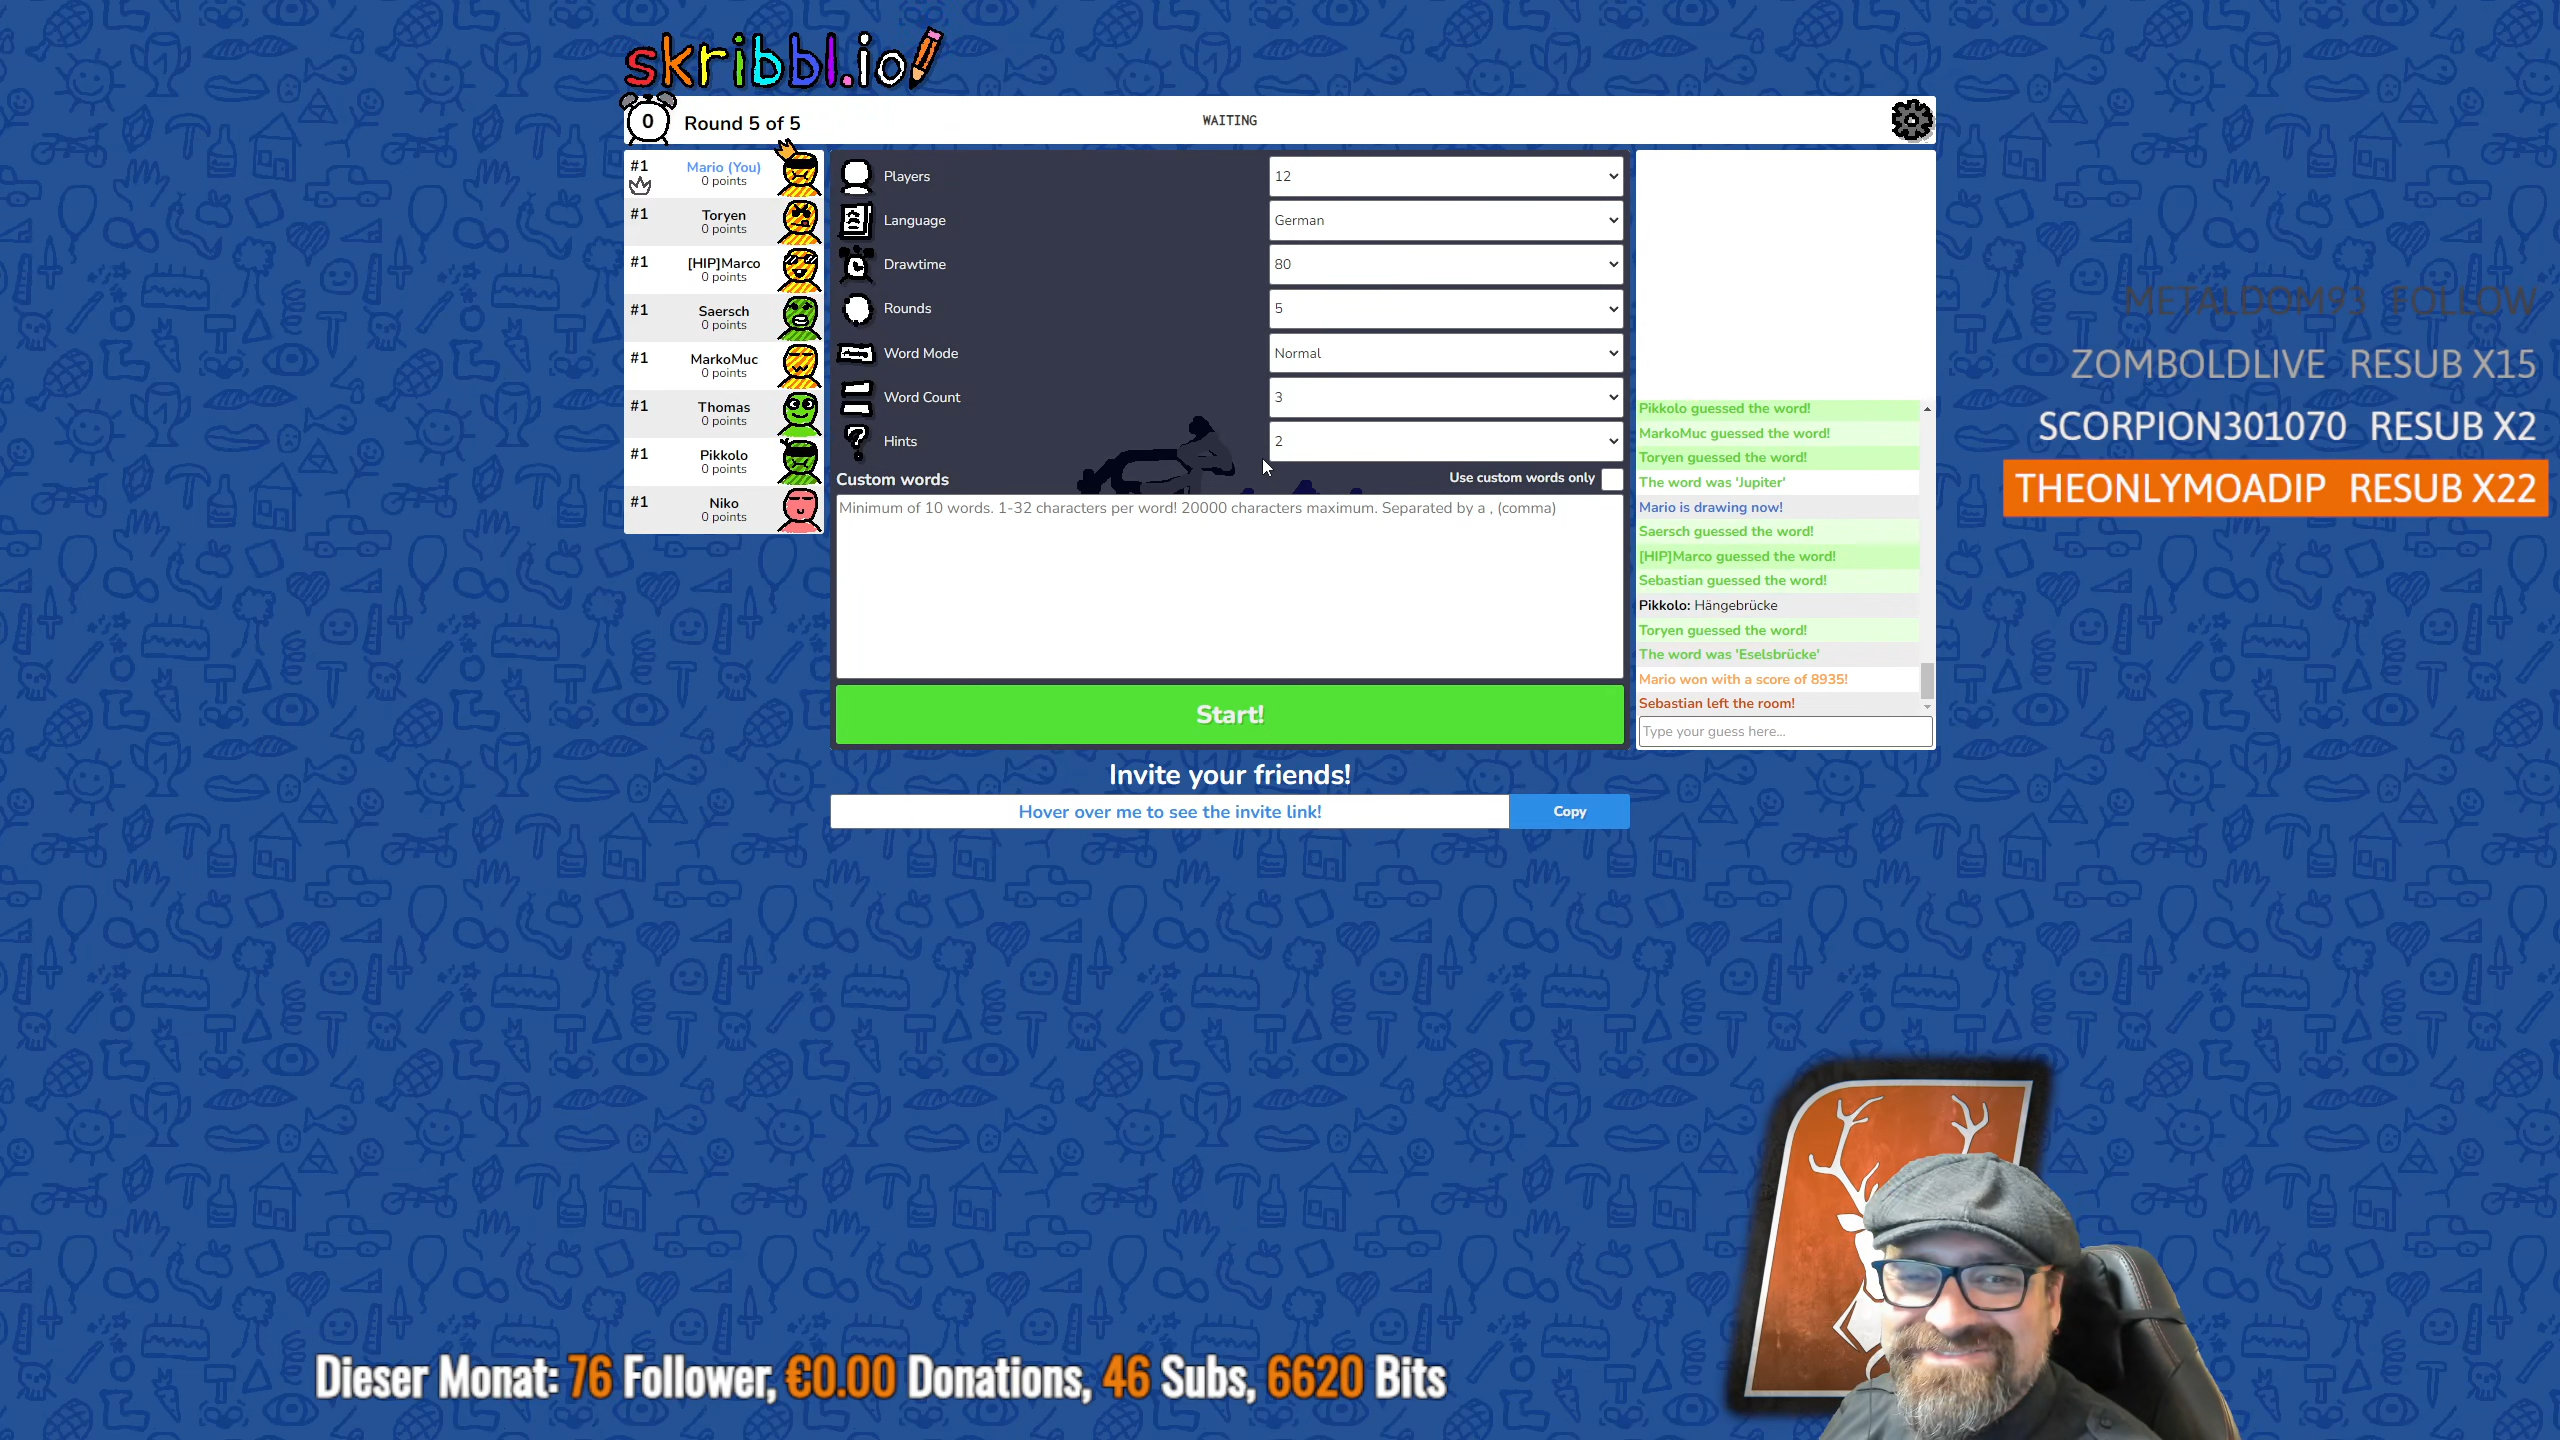 skribbl.io
0
Round 5 of 5
WAITING
#1
Mario (You)
0 points
#1
Toryen
0 points
#1
[HIP]Marco
0 points
#1
Saersch
0 points
#1
MarkoMuc
0 points
#1
Thomas
0 points
#1
Pikkolo
0 points
#1
Niko
0 points
Players
12
Language
German
Drawtime
80
Rounds
5
Word Mode
Normal
Word Count
3
Hints
2
Custom words
Use custom words only
Minimum of 10 words. 1-32 characters per word! 20000 characters maximum. Separated by a , (comma)
Start!
Invite your friends!
Hover over me to see the invite link!
Copy
Pikkolo guessed the word!
MarkoMuc guessed the word!
Toryen guessed the word!
The word was 'Jupiter'
Mario is drawing now!
Saersch guessed the word!
[HIP]Marco guessed the word!
Sebastian guessed the word!
Pikkolo: Hängebrücke
Toryen guessed the word!
The word was 'Eselsbrücke'
Mario won with a score of 8935!
Sebastian left the room!
Type your guess here...
METALDOM93 FOLLOW
ZOMBOLDLIVE RESUB X15
SCORPION301070 RESUB X2
THEONLYMOADIP RESUB X22
Dieser Monat: 76 Follower, €0.00 Donations, 46 Subs, 6620 Bits